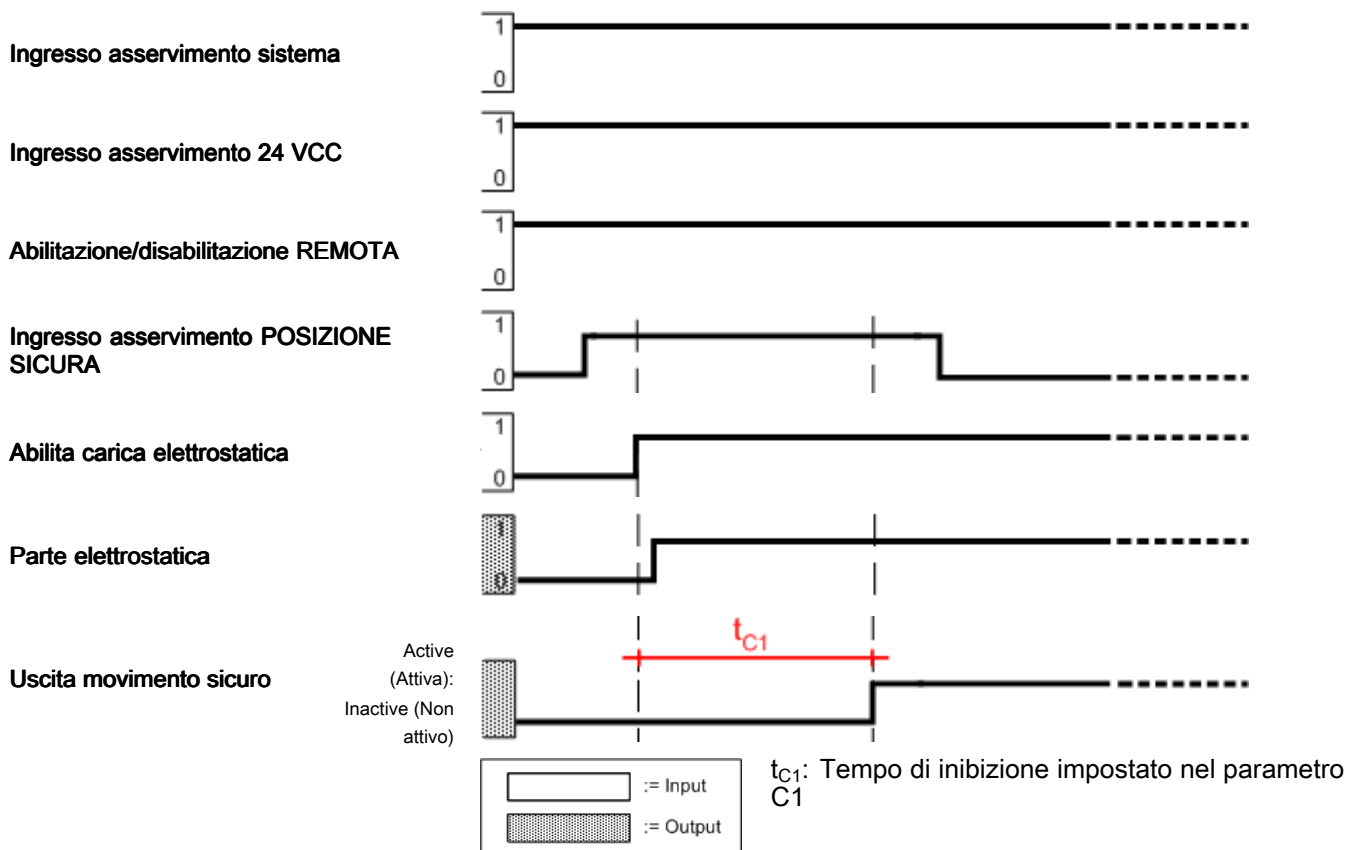 Ingresso asservimento sistema
1
0
Ingresso asservimento 24 VCC
1
0
Abilitazione/disabilitazione REMOTA
1
0
Ingresso asservimento POSIZIONE
SICURA
1
0
Abilita carica elettrostatica
1
0
Parte elettrostatica
1
0
tC1
Uscita movimento sicuro
Active
(Attiva):
Inactive (Non
attivo)
:= Input
:= Output
tC1: Tempo di inibizione impostato nel parametro
C1